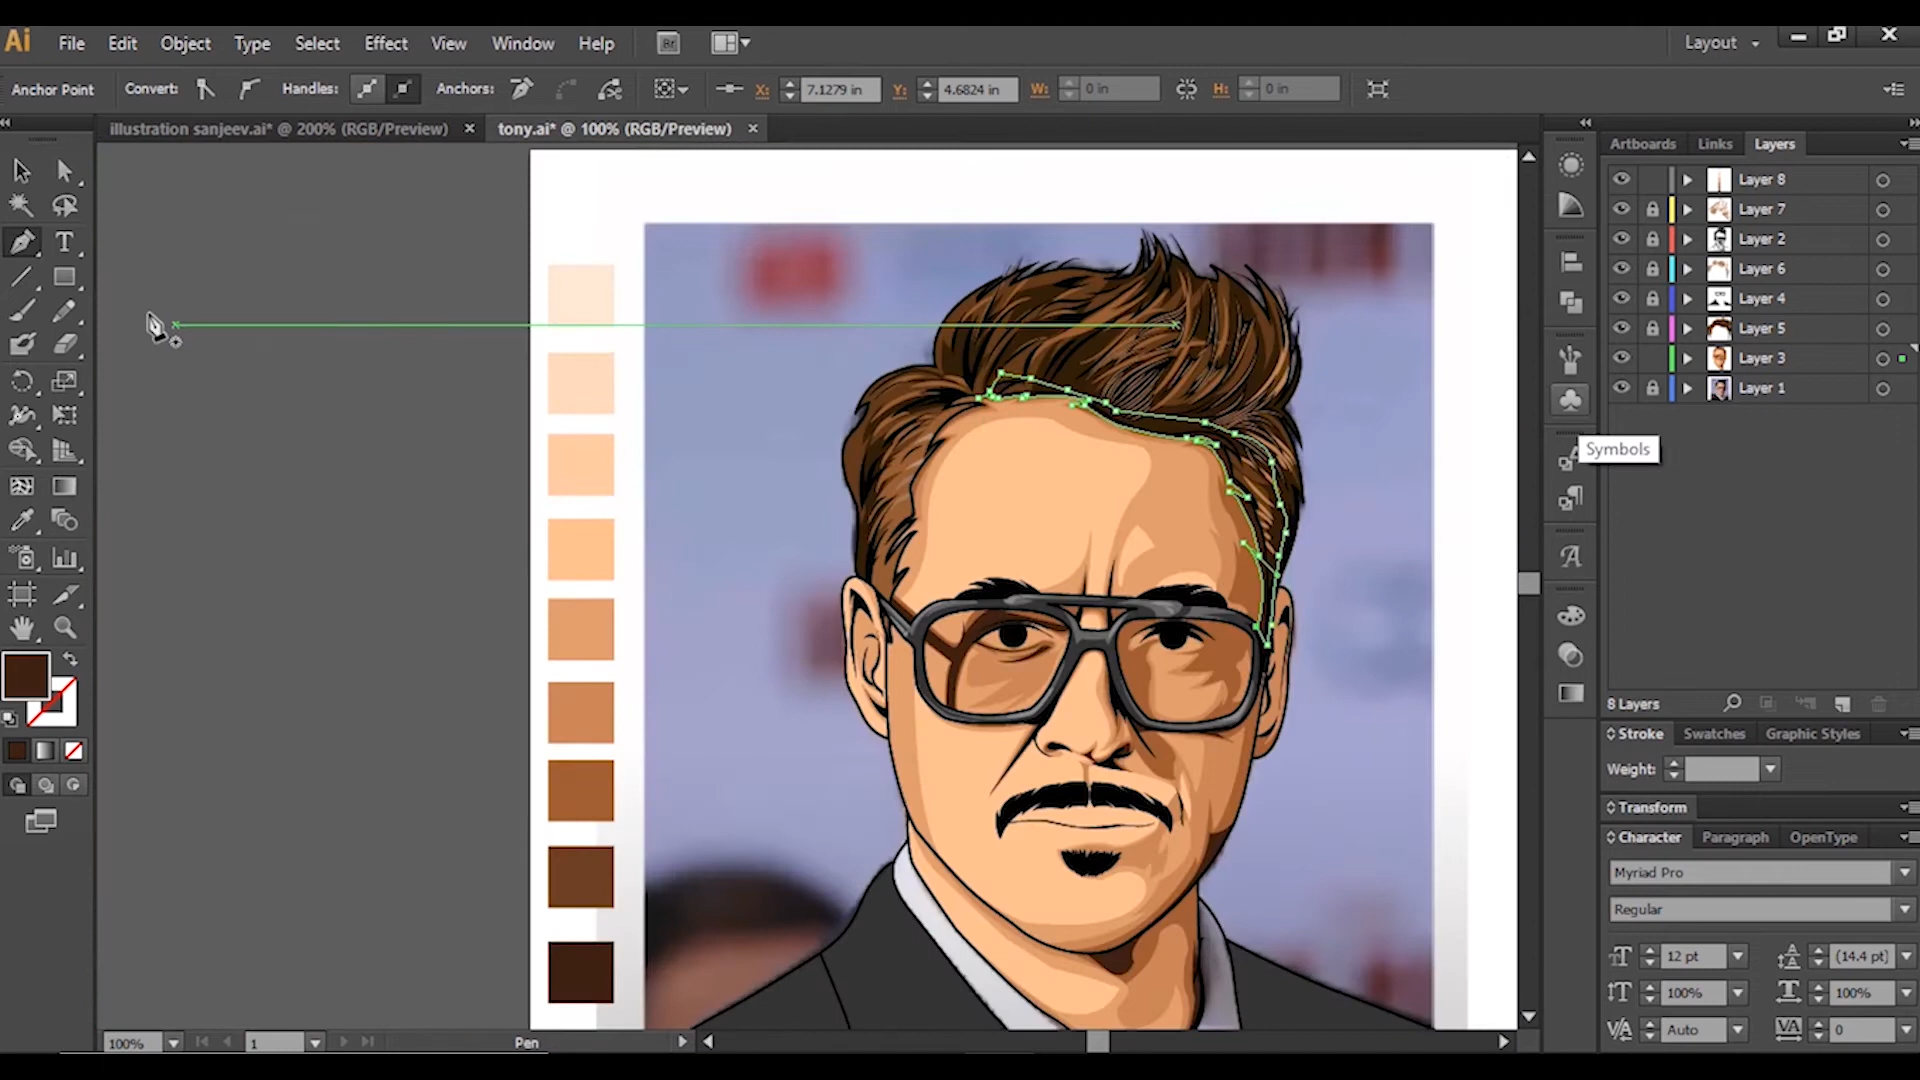 Ai File Edit Object Type Select Effect View Window Help Br Layout
Anchor Point Convert: Handles: Anchors: X: 7.1279 in Y: 4.6824 in W: 0 in H: 0 in
illustration sanjeev.ai* @ 200% (RGB/Preview) × tony.ai* @ 100% (RGB/Preview) ×
Artboards Links Layers
Layer 8
Layer 7
Layer 2
Layer 6
Layer 4
Layer 5
Layer 3
Layer 1
Symbols
8 Layers
Stroke Swatches Graphic Styles
Weight:
Transform
Character Paragraph OpenType
Myriad Pro
Regular
12 pt (14.4 pt)
100% 100%
Auto 0
100% 1 Pen